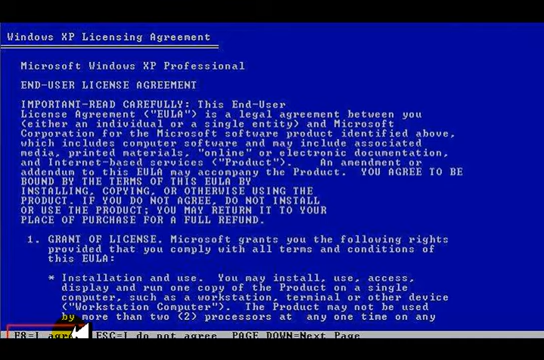 Windows XP Licensing Agreement
Microsoft Windows XP Professional
END-USER LICENSE AGREEMENT
IMPORTANT-READ CAREFULLY: This End-User
License Agreement ("EULA") is a legal agreement between you
(either an individual or a single entity) and Microsoft
Corporation for the Microsoft software product identified above,
which includes computer software and may include associated
media, printed materials, "online" or electronic documentation,
and Internet-based services ("Product"). An amendment or
addendum to this EULA may accompany the Product. YOU AGREE TO BE
BOUND BY THE TERMS OF THIS EULA BY
INSTALLING, COPYING, OR OTHERWISE USING THE
PRODUCT. IF YOU DO NOT AGREE, DO NOT INSTALL
OR USE THE PRODUCT; YOU MAY RETURN IT TO YOUR
PLACE OF PURCHASE FOR A FULL REFUND.
1. GRANT OF LICENSE. Microsoft grants you the following rights
provided that you comply with all terms and conditions of
this EULA:
* Installation and use. You may install, use, access,
display and run one copy of the Product on a single
computer, such as a workstation, terminal or other device
("Workstation Computer"). The Product may not be used
by more than two (2) processors at any one time on any
F8=I agree ESC=I do not agree PAGE DOWN=Next Page